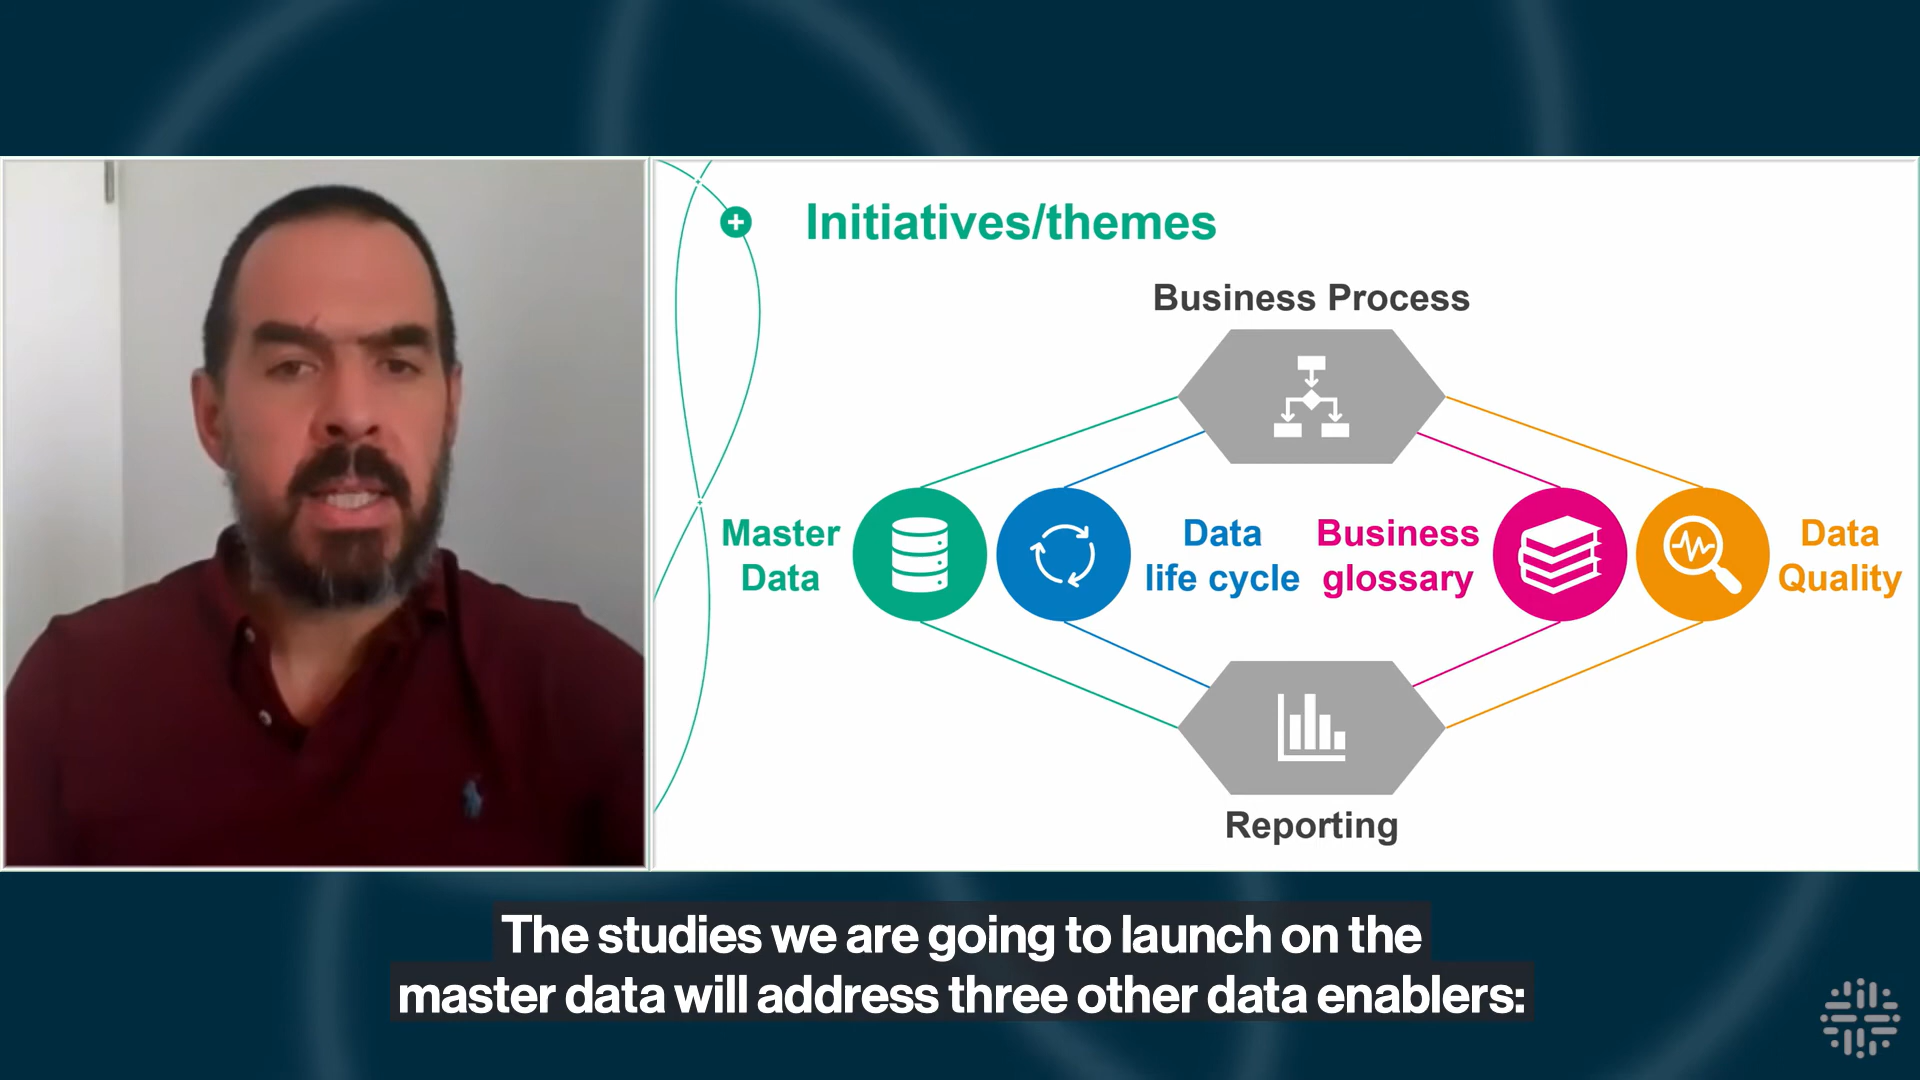 Initiatives/themes
Business Process
Master
Data
Data
life cycle
Business
glossary
Data
Quality
Reporting
The studies we are going to launch on the
master data will address three other data enablers: